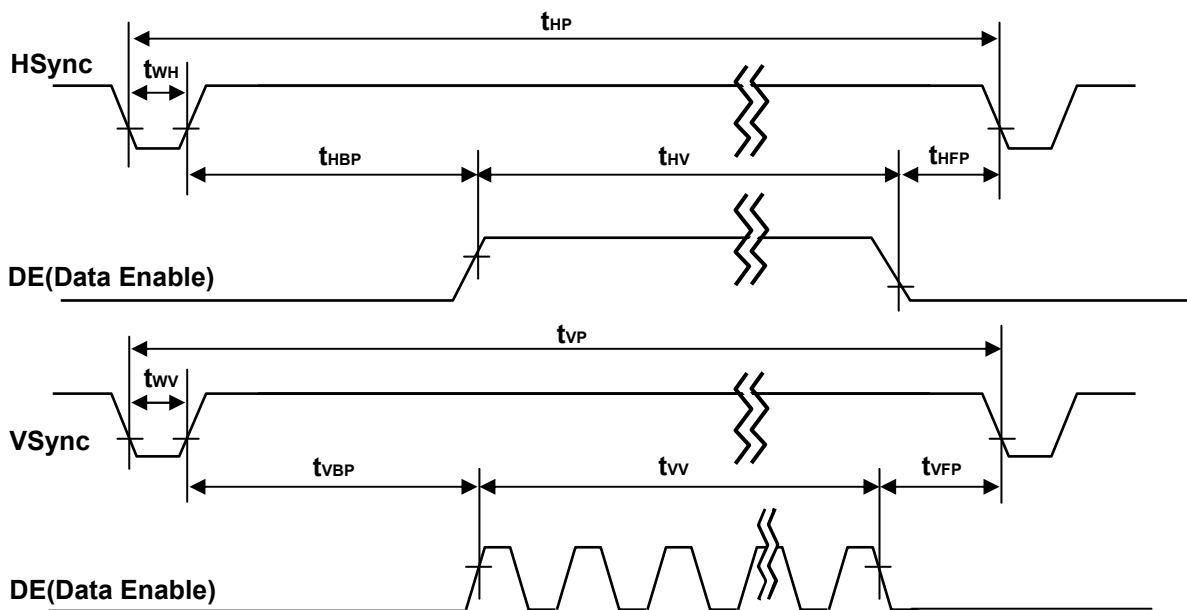 tHP
HSync
tWH
tHBP
tHV
tHFP
DE(Data Enable)
tVP
tWV
VSync
tVBP
tVV
tVFP
DE(Data Enable)